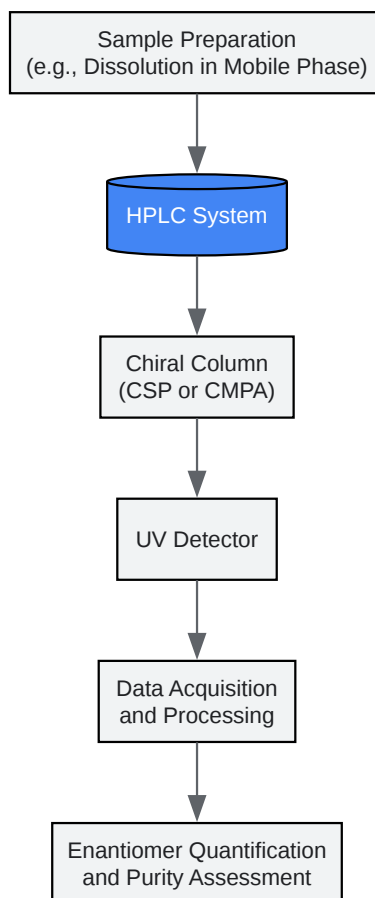 Sample Preparation
(e.g., Dissolution in Mobile Phase)
HPLC System
Chiral Column
(CSP or CMPA)
UV Detector
Data Acquisition
and Processing
Enantiomer Quantification
and Purity Assessment